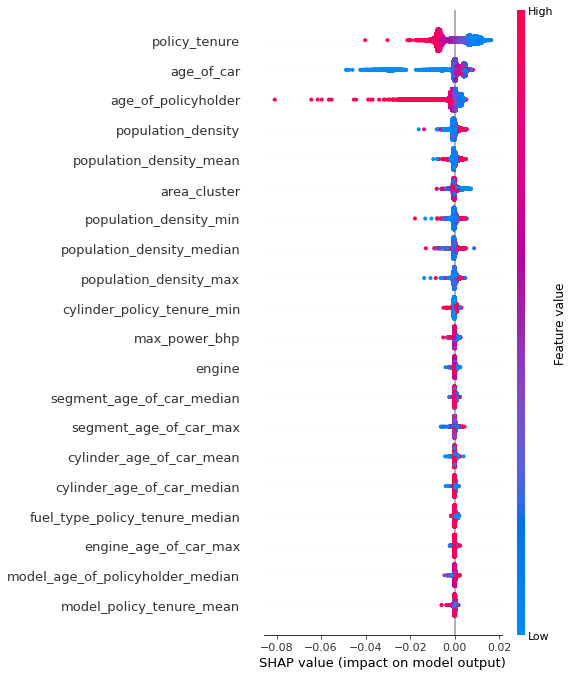 High
policy_tenure
age_of_car
age_of_policyholder
population_density
population_density_mean
area_cluster
population_density_min
population_density_median
population_density_max
cylinder_policy_tenure_min
max_power_bhp
engine
segment_age_of_car_median
segment_age_of_car_max
cylinder_age_of_car_mean
cylinder_age_of_car_median
fuel_type_policy_tenure_median
engine_age_of_car_max
model_age_of_policyholder_median
model_policy_tenure_mean
Feature value
Low
−0.08 −0.06 −0.04 −0.02 0.00 0.02
SHAP value (impact on model output)